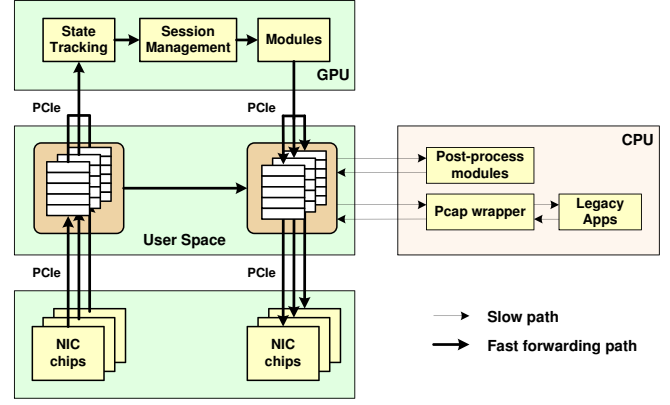 State
Tracking
Session
Management
Modules
GPU
PCIe
PCIe
CPU
Post-process
modules
Pcap wrapper
Legacy
Apps
User Space
PCIe
PCIe
NIC
chips
NIC
chips
Slow path
Fast forwarding path